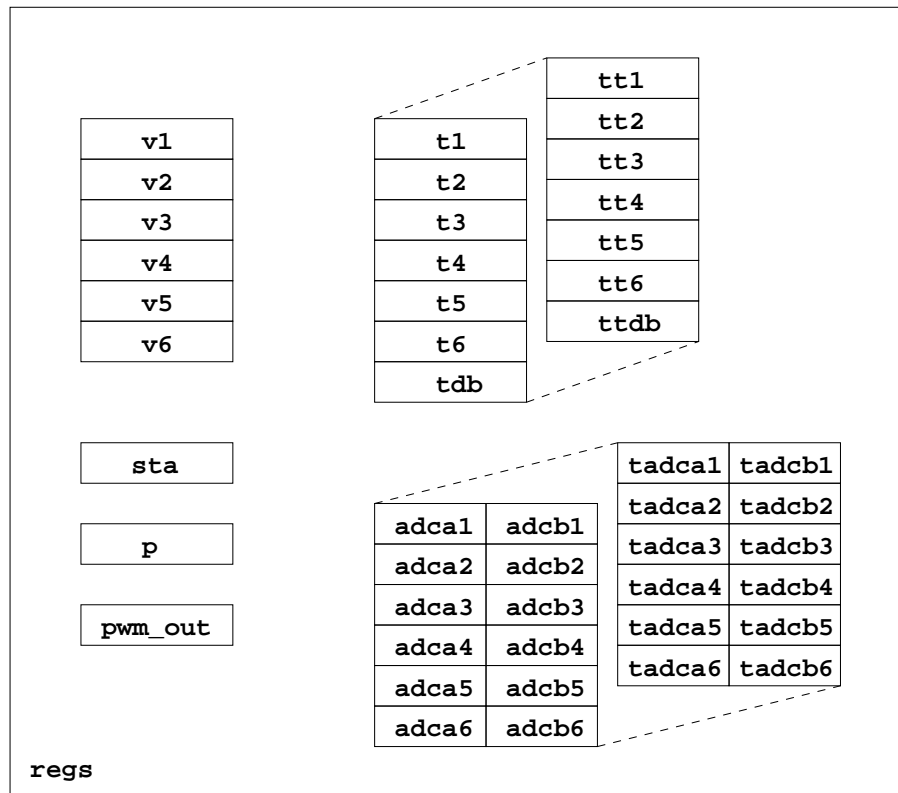 v1
v2
v3
v4
v5
v6
t1
t2
t3
t4
t5
t6
tdb
tt1
tt2
tt3
tt4
tt5
tt6
ttdb
sta
p
pwm_out
adca1 adcb1
adca2 adcb2
adca3 adcb3
adca4 adcb4
adca5 adcb5
adca6 adcb6
tadca1 tadcb1
tadca2 tadcb2
tadca3 tadcb3
tadca4 tadcb4
tadca5 tadcb5
tadca6 tadcb6
regs